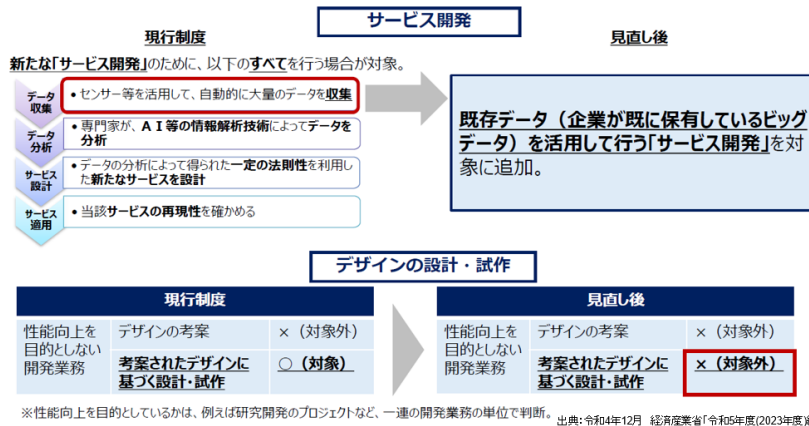 サービス開発
現行制度
見直し後
新たな「サービス開発」のために、以下のすべてを行う場合が対象。
データ
収集
•センサー等を活用して、自動的に大量のデータを収集
データ
分析
•専門家が、ＡＩ等の情報解析技術によってデータを
分析
サービス
設計
•データの分析によって得られた一定の法則性を利用し
た新たなサービスを設計
サービス
適用
•当該サービスの再現性を確かめる
既存データ（企業が既に保有しているビッグ
データ）を活用して行う「サービス開発」を対
象に追加。
デザインの設計・試作
現行制度
性能向上を
目的としない
開発業務
デザインの考案
×（対象外）
考案されたデザインに
基づく設計・試作
○（対象）
見直し後
性能向上を
目的としない
開発業務
デザインの考案
×（対象外）
考案されたデザインに
基づく設計・試作
×（対象外）
※性能向上を目的としているかは、例えば研究開発のプロジェクトなど、一連の開発業務の単位で判断。
出典：令和4年12月 経済産業省「令和5年度(2023年度)